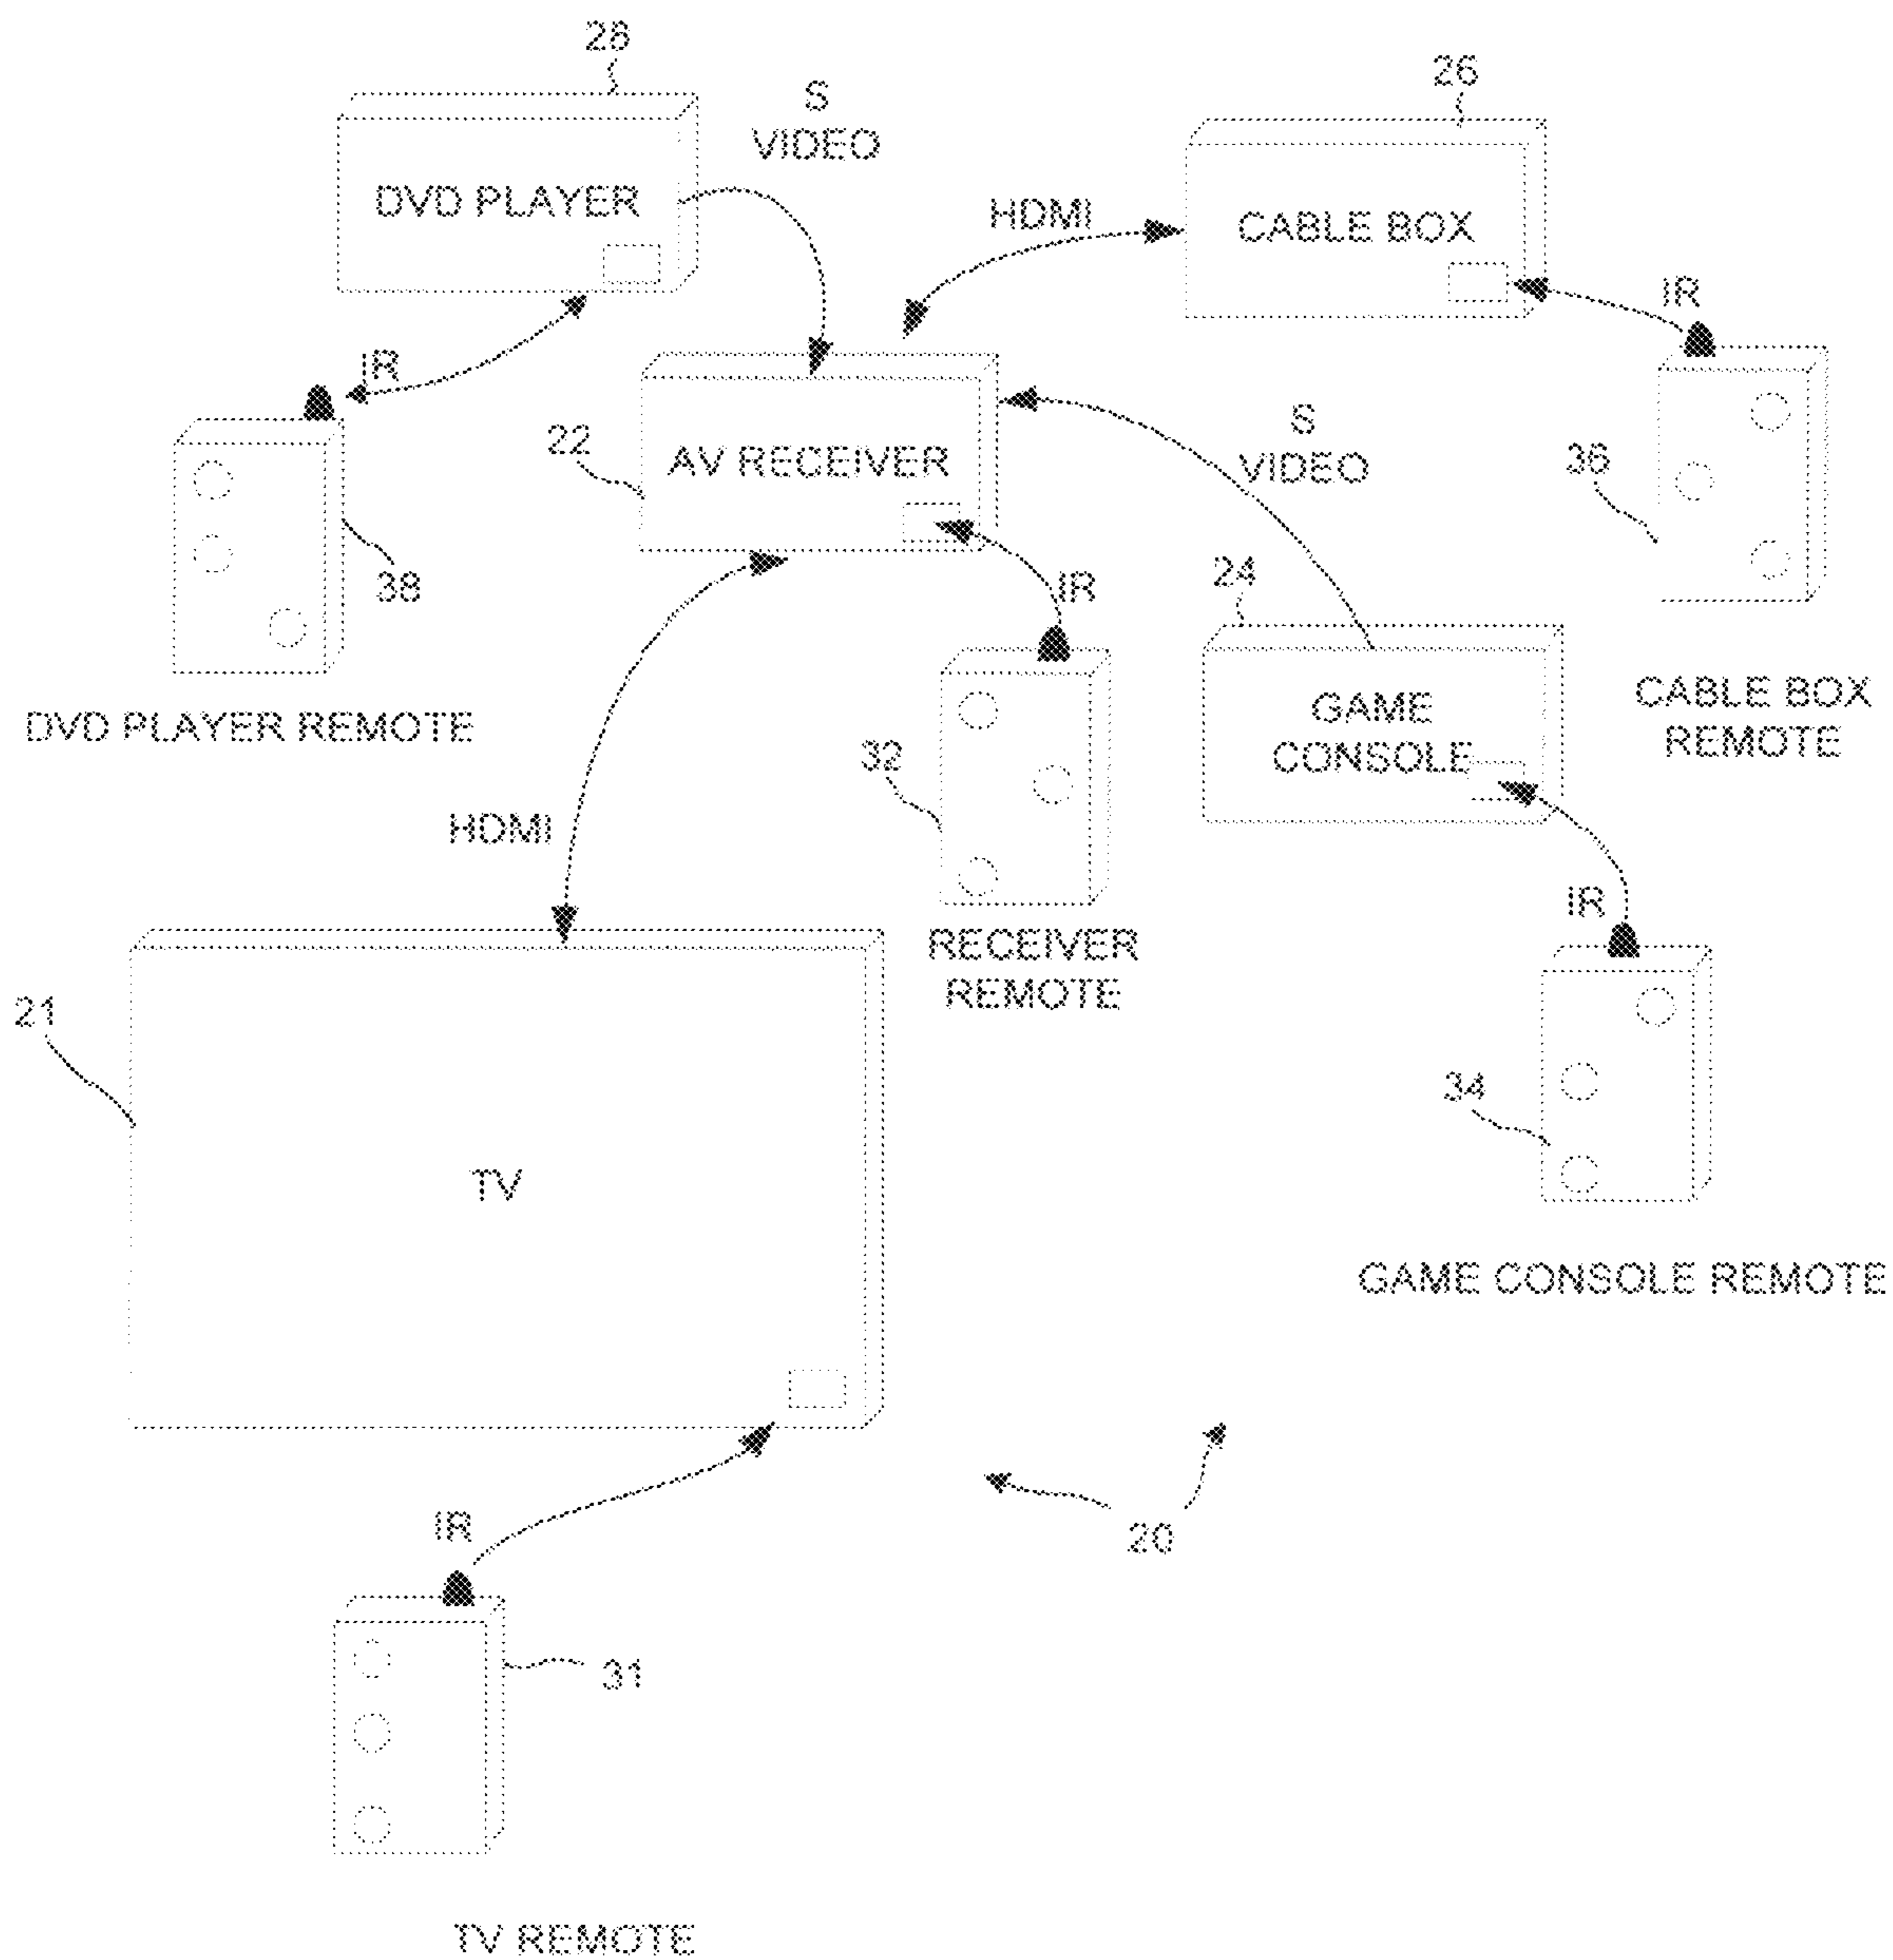 28
S
VIDEO
26
DVD PLAYER
HDMI
CABLE BOX
IR
IR
22
AV RECEIVER
S
VIDEO
36
38
IR
24
DVD PLAYER REMOTE
32
GAME
CONSOLE
CABLE BOX
REMOTE
HDMI
IR
RECEIVER
REMOTE
21
34
TV
GAME CONSOLE REMOTE
IR
20
31
TV REMOTE